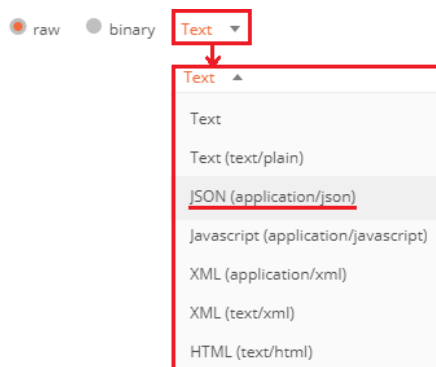 raw binary Text
Text
Text
Text (text/plain)
JSON (application/json)
Javascript (application/javascript)
XML (application/xml)
XML (text/xml)
HTML (text/html)